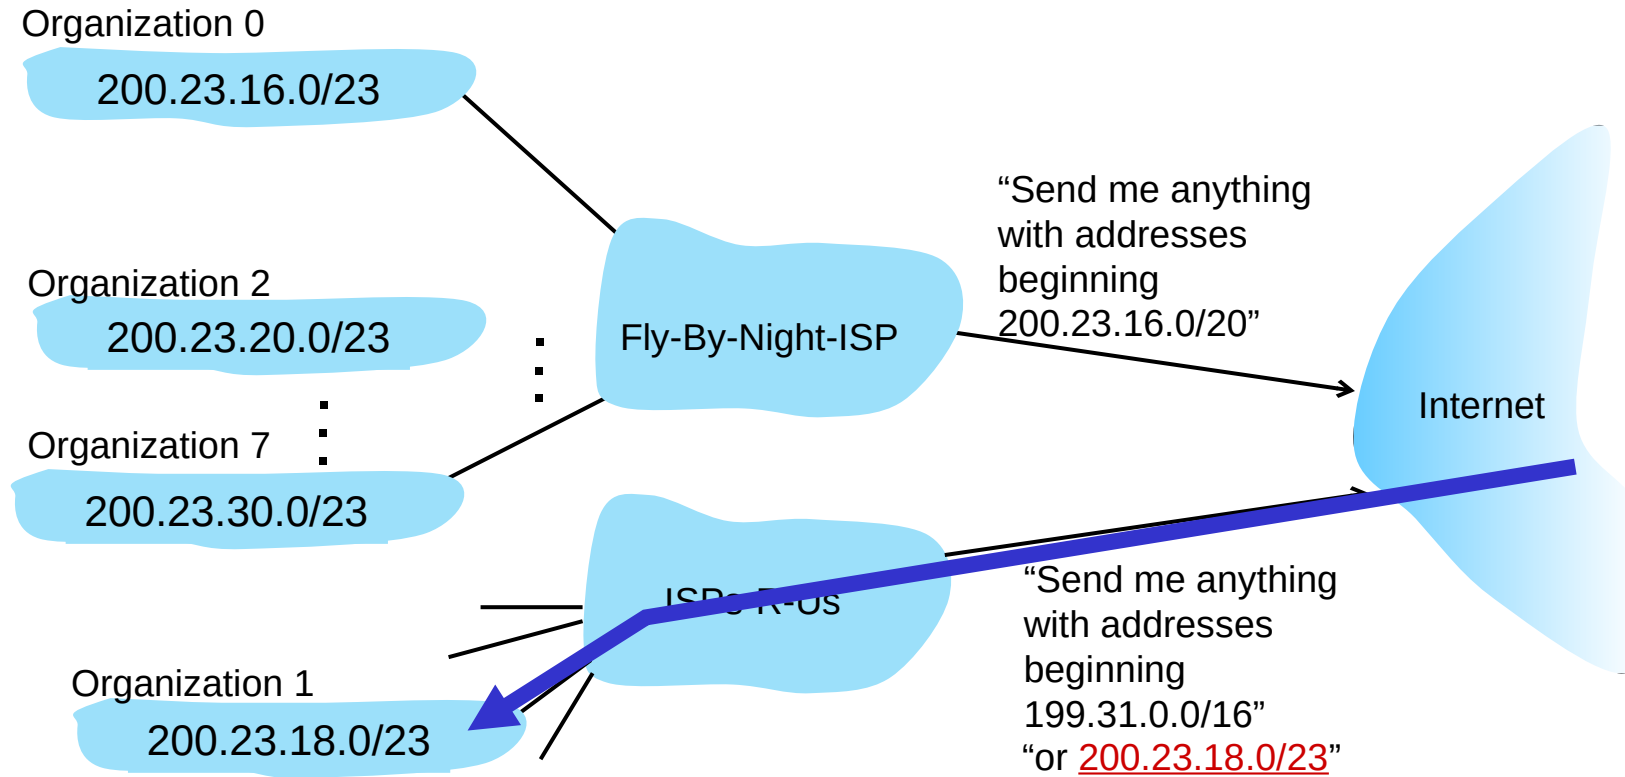 Organization 0
200.23.16.0/23
Organization 2
200.23.20.0/23
Organization 7
200.23.30.0/23
Fly-By-Night-ISP
“Send me anything
with addresses
beginning
200.23.16.0/20”
Internet
ISPs-R-Us
Organization 1
200.23.18.0/23
“Send me anything
with addresses
beginning
199.31.0.0/16”
“or 200.23.18.0/23”